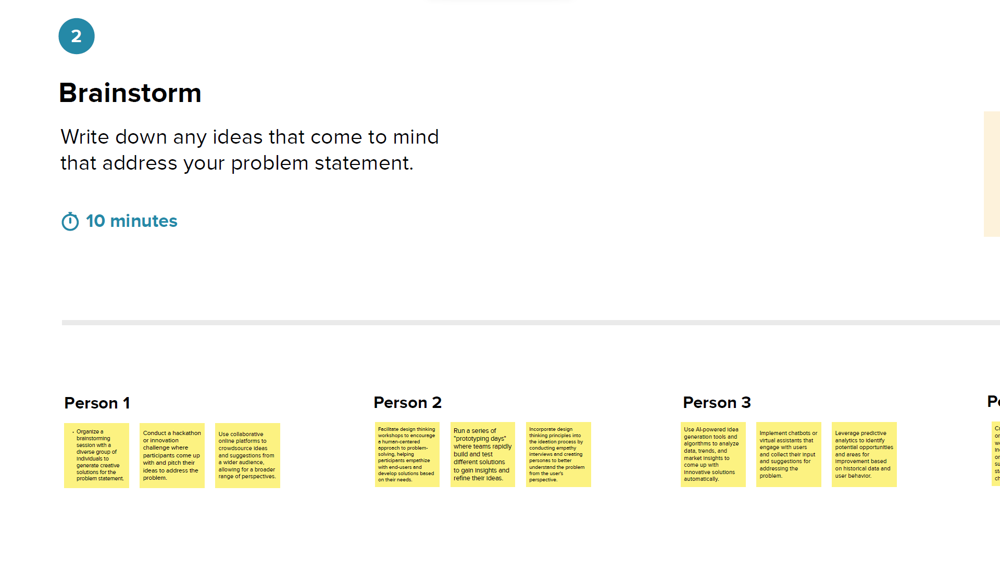 2
Brainstorm
Write down any ideas that come to mind
that address your problem statement.
10 minutes
Person 1
• Organize a
brainstorming
session with a
diverse group of
individuals to
generate creative
solutions for the
problem statement.
Conduct a hackathon
or innovation
challenge where
participants come up
with and pitch their
ideas to address the
problem.
Use collaborative
online platforms to
crowdsource ideas
and suggestions from
a wider audience,
allowing for a broader
range of perspectives.
Person 2
Facilitate design thinking
workshops to encourage
a human-centered
approach to problem-
solving, helping
participants empathize
with end-users and
develop solutions based
on their needs.
Run a series of
"prototyping days"
where teams rapidly
build and test
different solutions
to gain insights and
refine their ideas.
Incorporate design
thinking principles into
the ideation process by
conducting empathy
interviews and creating
personas to better
understand the problem
from the user's
perspective.
Person 3
Use AI-powered idea
generation tools and
algorithms to analyze
data, trends, and
market insights to
come up with
innovative solutions
automatically.
Implement chatbots or
virtual assistants that
engage with users
and collect their input
and suggestions for
addressing the
problem.
Leverage predictive
analytics to identify
potential opportunities
and areas for
improvement based
on historical data and
user behavior.